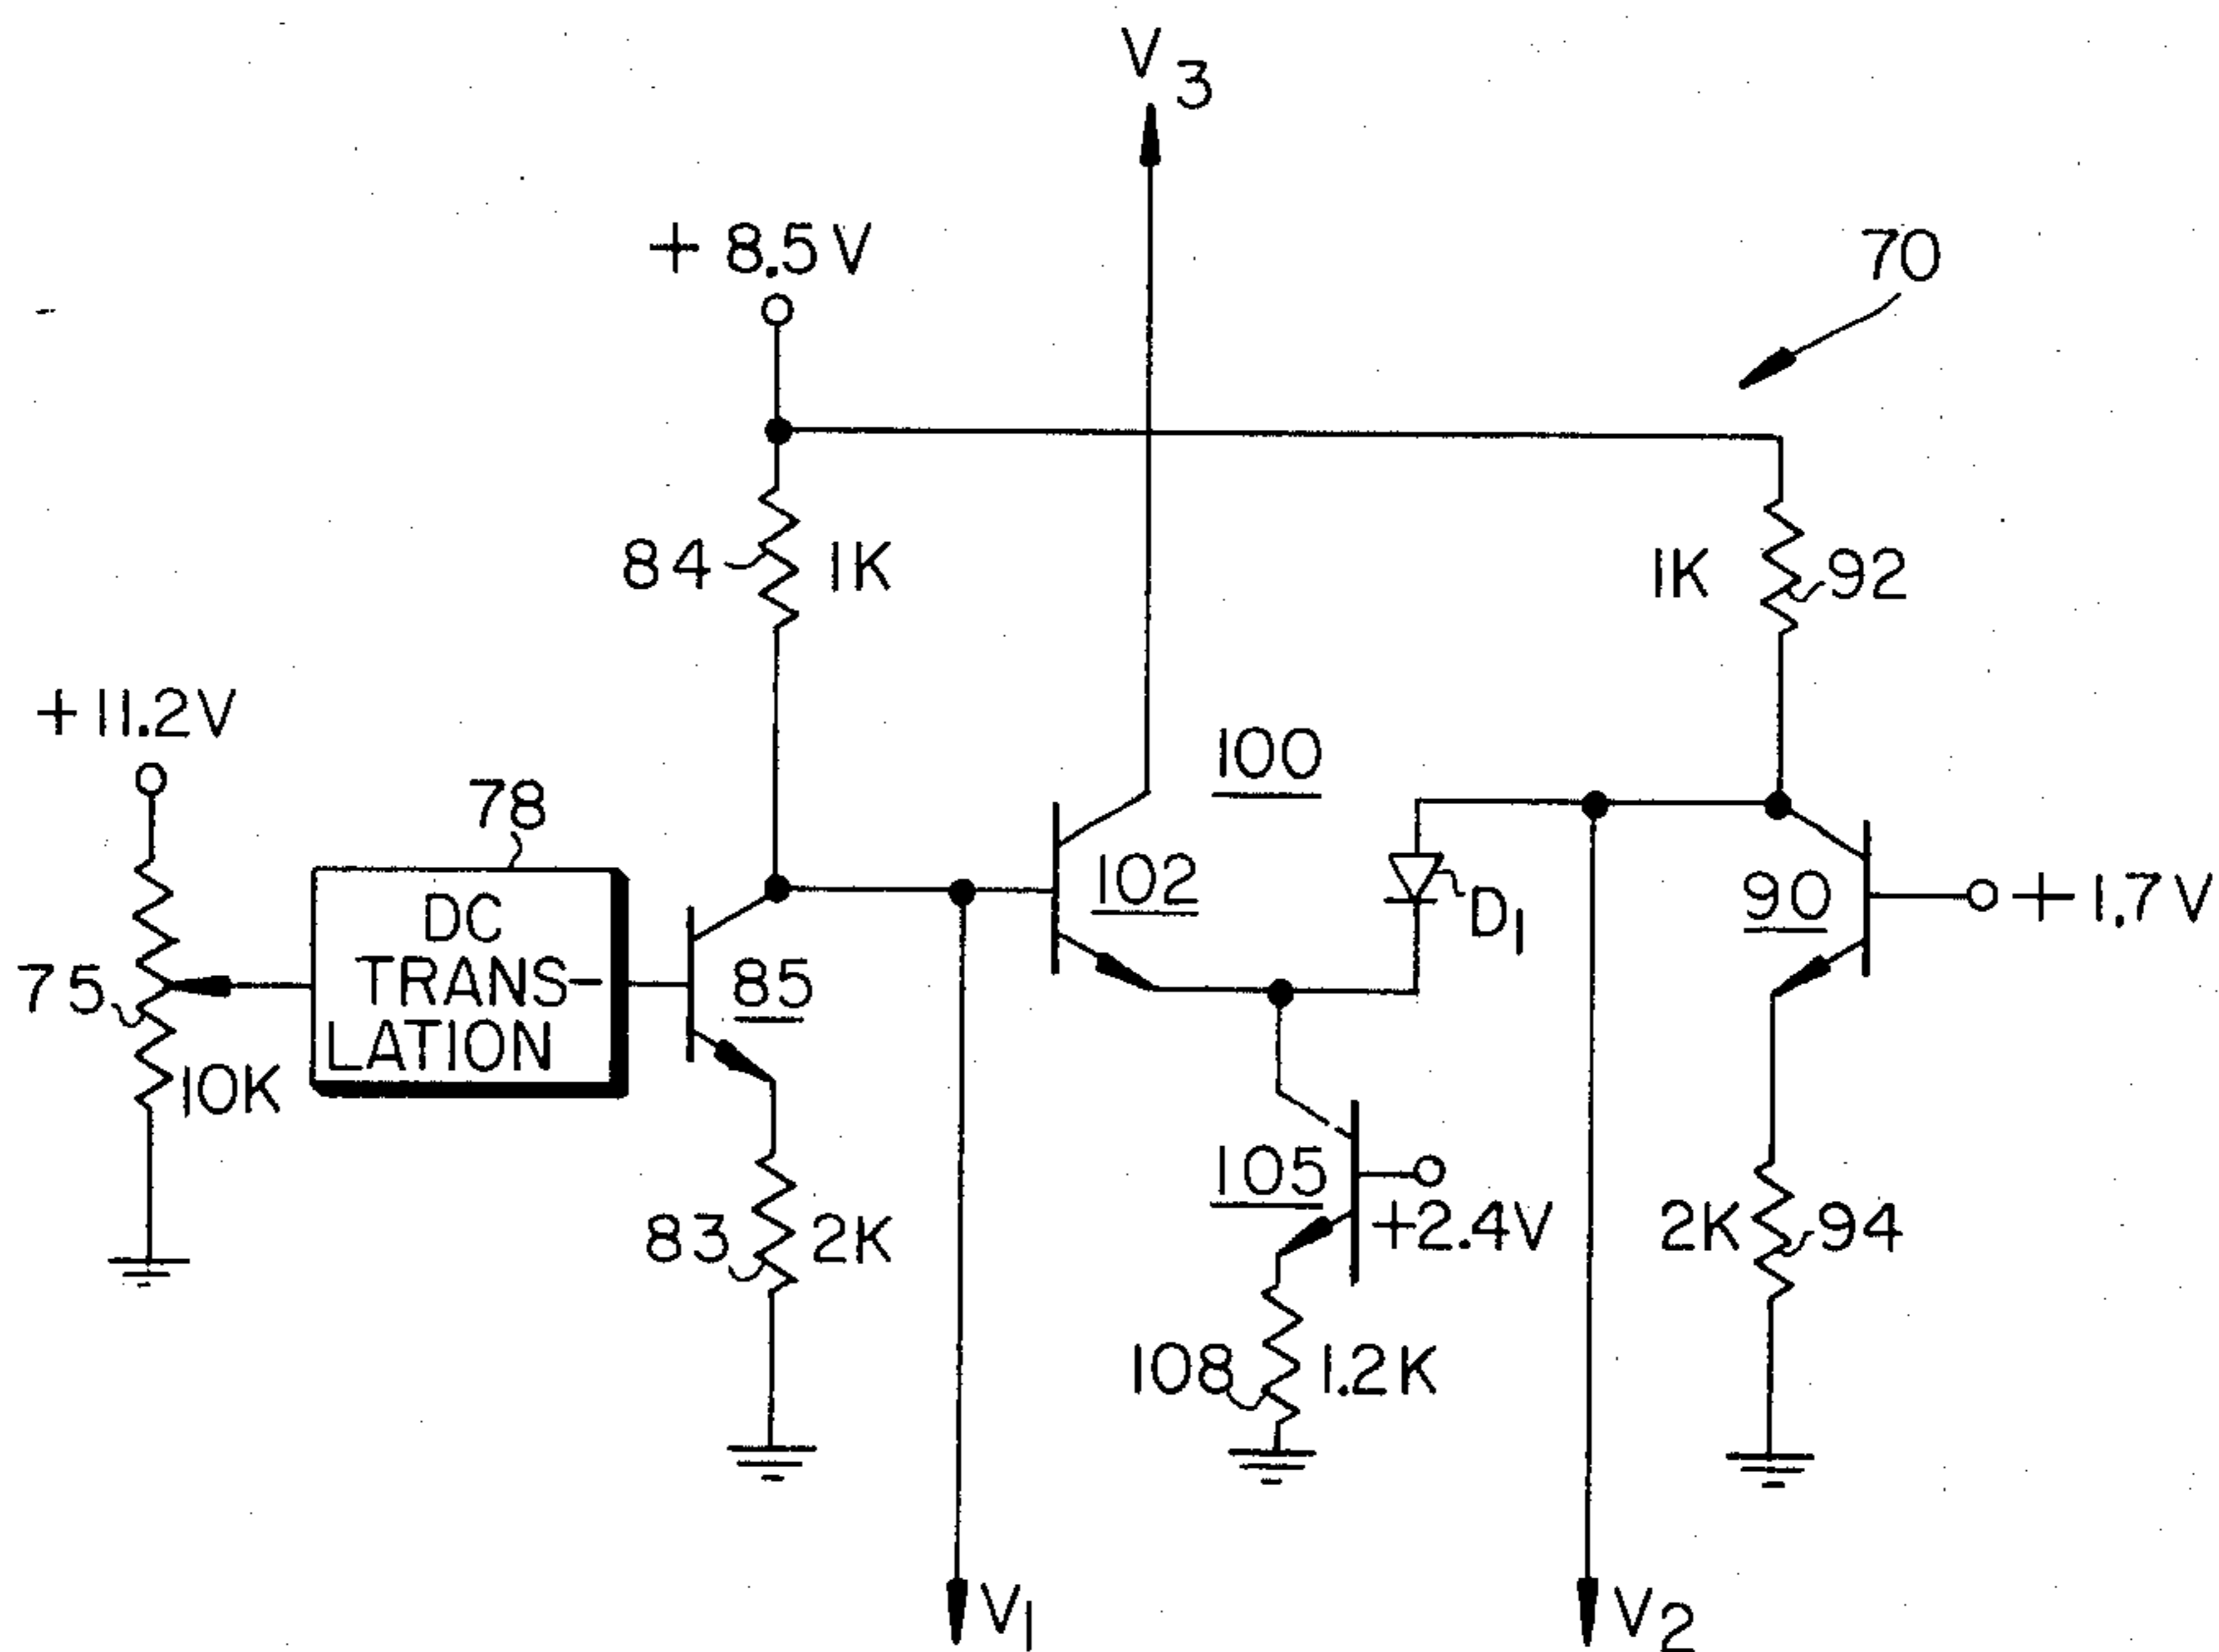 V3
+ 8.5V
70
84
1K
1K
92
+11.2V
100
78
102
D1
90
+1.7V
DC
TRANS-
LATION
85
75
10K
105
+2.4V
83
2K
2K
94
108
1.2K
V1
V2